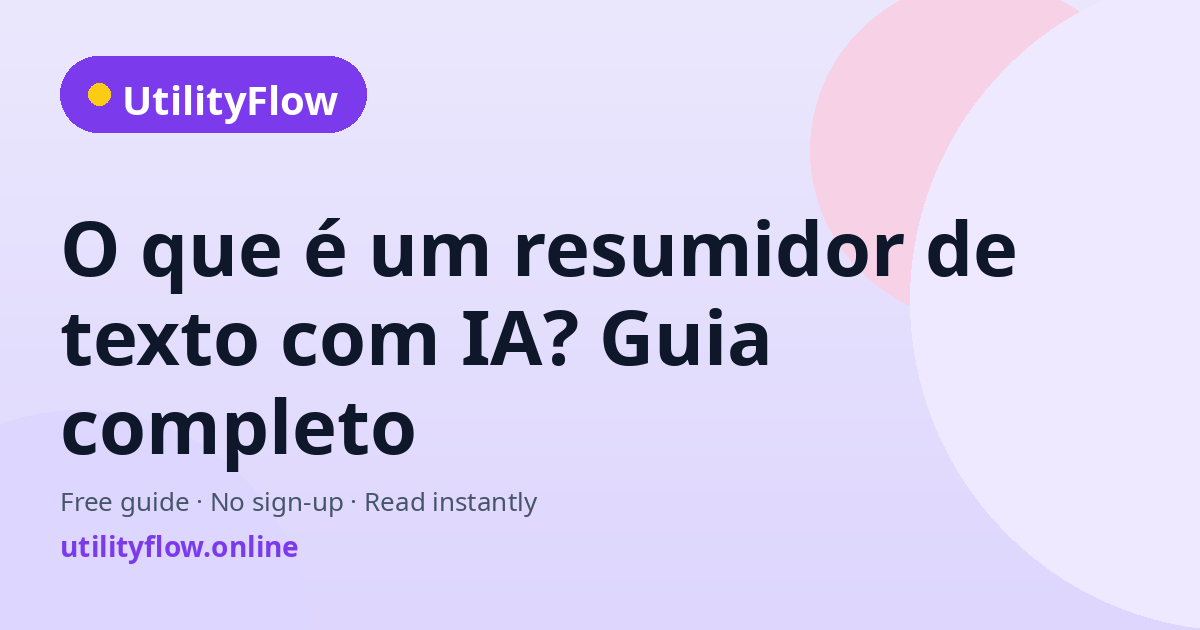 UtilityFlow
O que é um resumidor de
texto com IA? Guia
completo
Free guide · No sign-up · Read instantly
utilityflow.online